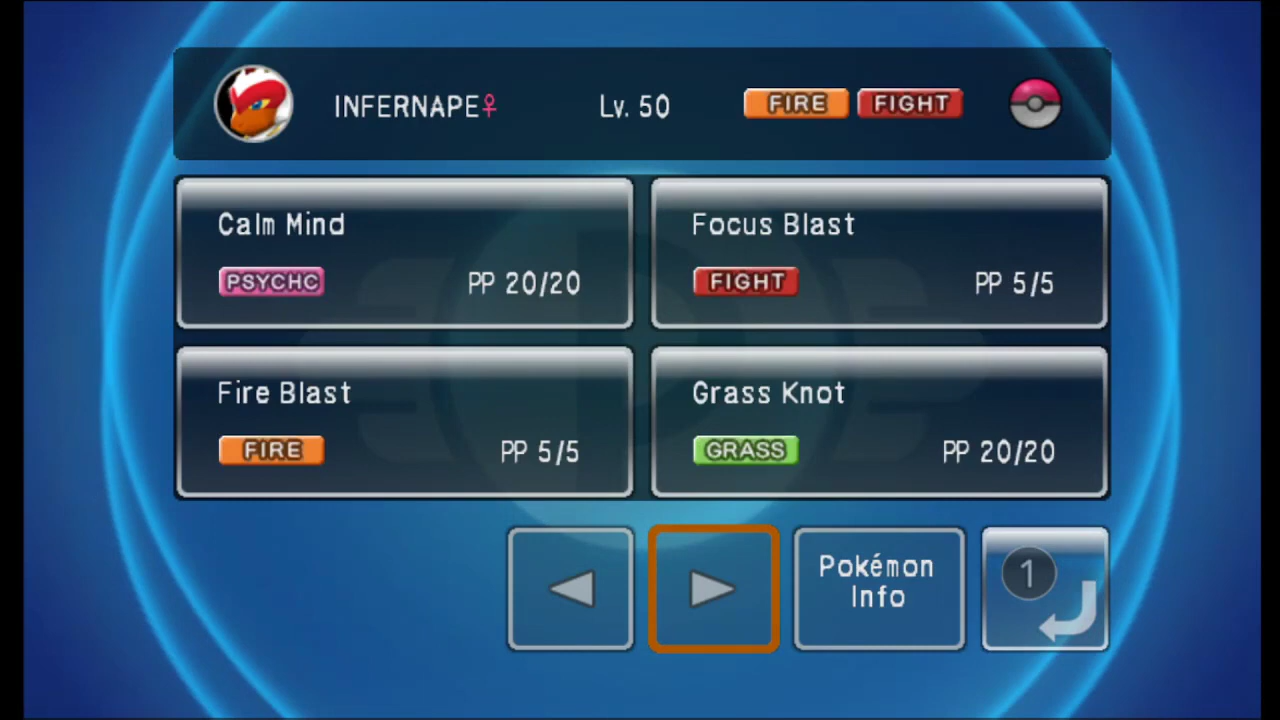 INFERNAPE♀ Lv. 50 FIRE FIGHT
Calm Mind
PSYCHC PP 20/20
Focus Blast
FIGHT PP 5/5
Fire Blast
FIRE PP 5/5
Grass Knot
GRASS PP 20/20
Pokémon
Info
1